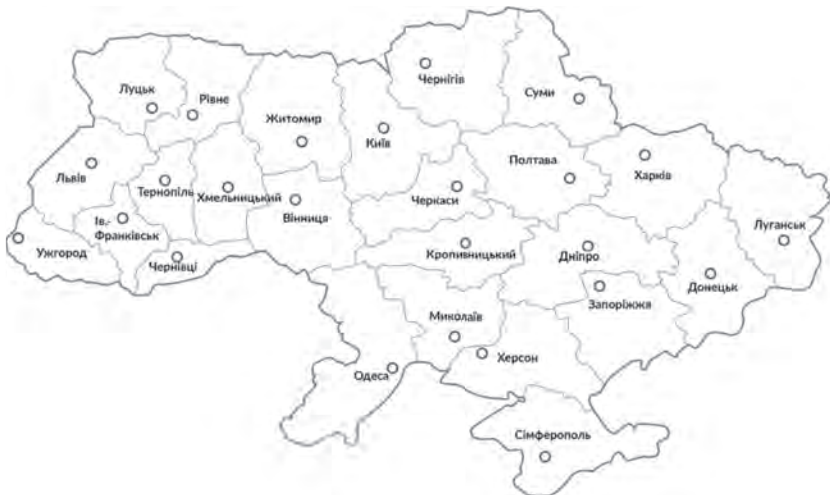 Чернігів
Луцьк
Рівне
Суми
Житомир
Київ
Полтава
Харків
Львів
Тернопіль
Хмельницький
Черкаси
Вінниця
Ів.-
Франківськ
Луганськ
Ужгород
Чернівці
Кропивницький
Дніпро
Донецьк
Запоріжжя
Миколаїв
Херсон
Одеса
Сімферополь